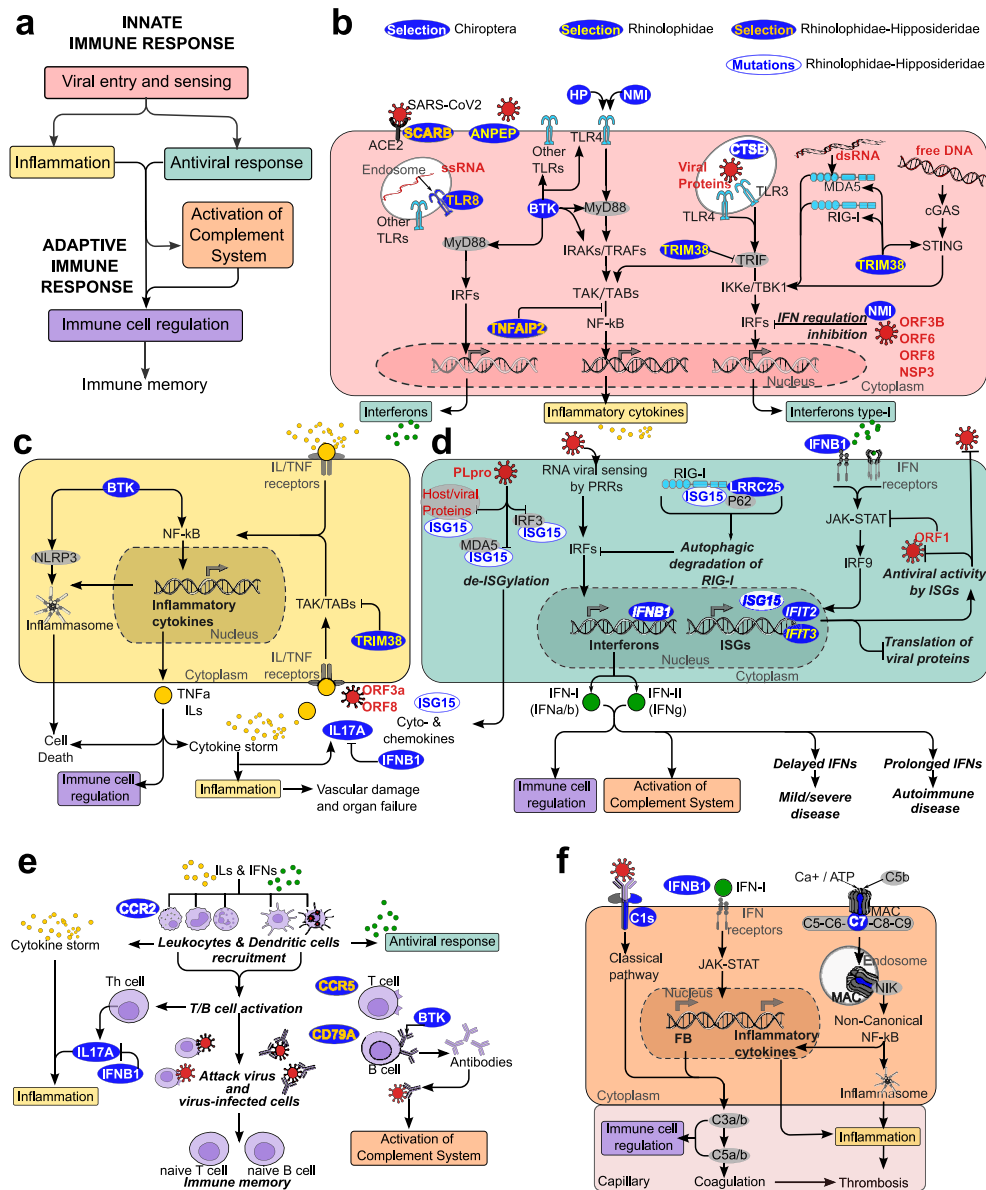 a
INNATE
IMMUNE RESPONSE
Viral entry and sensing
Inflammation
Antiviral response
Activation of
Complement
System
ADAPTIVE
IMMUNE
RESPONSE
Immune cell regulation
Immune memory
b
Selection Chiroptera
Selection Rhinolophidae
Selection Rhinolophidae-Hipposideridae
Mutations Rhinolophidae-Hipposideridae
SARS-CoV2
ACE2
SCARB
ANPEP
HP
NMI
TLR4
Other
TLRs
Endosome
ssRNA
TLR8
Other
TLRs
BTK
MyD88
MyD88
IRAKs/TRAFs
IRFs
TAK/TABs
TNFAIP2
NF-kB
CTSB
Viral
Proteins
TLR3
TLR4
TRIM38
TRIF
IKKe/TBK1
dsRNA
MDA5
RIG-I
free DNA
cGAS
STING
TRIM38
IRFs
IFN regulation
inhibition
NMI
ORF3B
ORF6
ORF8
NSP3
Nucleus
Cytoplasm
Interferons
Inflammatory cytokines
Interferons type-I
c
IL/TNF
receptors
BTK
NF-kB
NLRP3
Inflammasome
Inflammatory
cytokines
Nucleus
TAK/TABs
TRIM38
Cytoplasm
IL/TNF
receptors
TNFa
ILs
ORF3a
ORF8
Cell
Death
Cytokine storm
IL17A
IFNB1
Immune cell
regulation
Inflammation
Vascular damage
and organ failure
ISG15
Cyto- &
chemokines
d
PLpro
RNA viral sensing
by PRRs
Host/viral
Proteins
ISG15
IRF3
ISG15
MDA5
ISG15
de-ISGylation
RIG-I
LRRC25
ISG15
P62
IRFs
Autophagic
degradation of
RIG-I
IFNB1
IFN
receptors
JAK-STAT
ORF1
IRF9
Antiviral activity
by ISGs
IFNB1
Interferons
ISG15
IFIT2
IFIT3
ISGs
Nucleus
Translation of
viral proteins
Cytoplasm
IFN-I
(IFNa/b)
IFN-II
(IFNg)
Immune cell
regulation
Activation of
Complement System
Delayed IFNs
Mild/severe
disease
Prolonged IFNs
Autoimmune
disease
e
ILs & IFNs
CCR2
Cytokine storm
Leukocytes & Dendritic cells
recruitment
Antiviral response
Th cell
T/B cell activation
CCR5
T cell
CD79A
BTK
B cell
Antibodies
IL17A
IFNB1
Attack virus
and
virus-infected cells
Inflammation
Activation of
Complement System
naive T cell
naive B cell
Immune memory
f
IFNB1
IFN-I
Ca+ / ATP
C5b
C1s
IFN
receptors
MAC
C5-C6-C7-C8-C9
Classical
pathway
JAK-STAT
Endosome
MAC
NIK
Nucleus
FB
Inflammatory
cytokines
Non-Canonical
NF-kB
Inflammasome
Cytoplasm
Immune cell
regulation
C3a/b
C5a/b
Inflammation
Capillary
Coagulation
Thrombosis